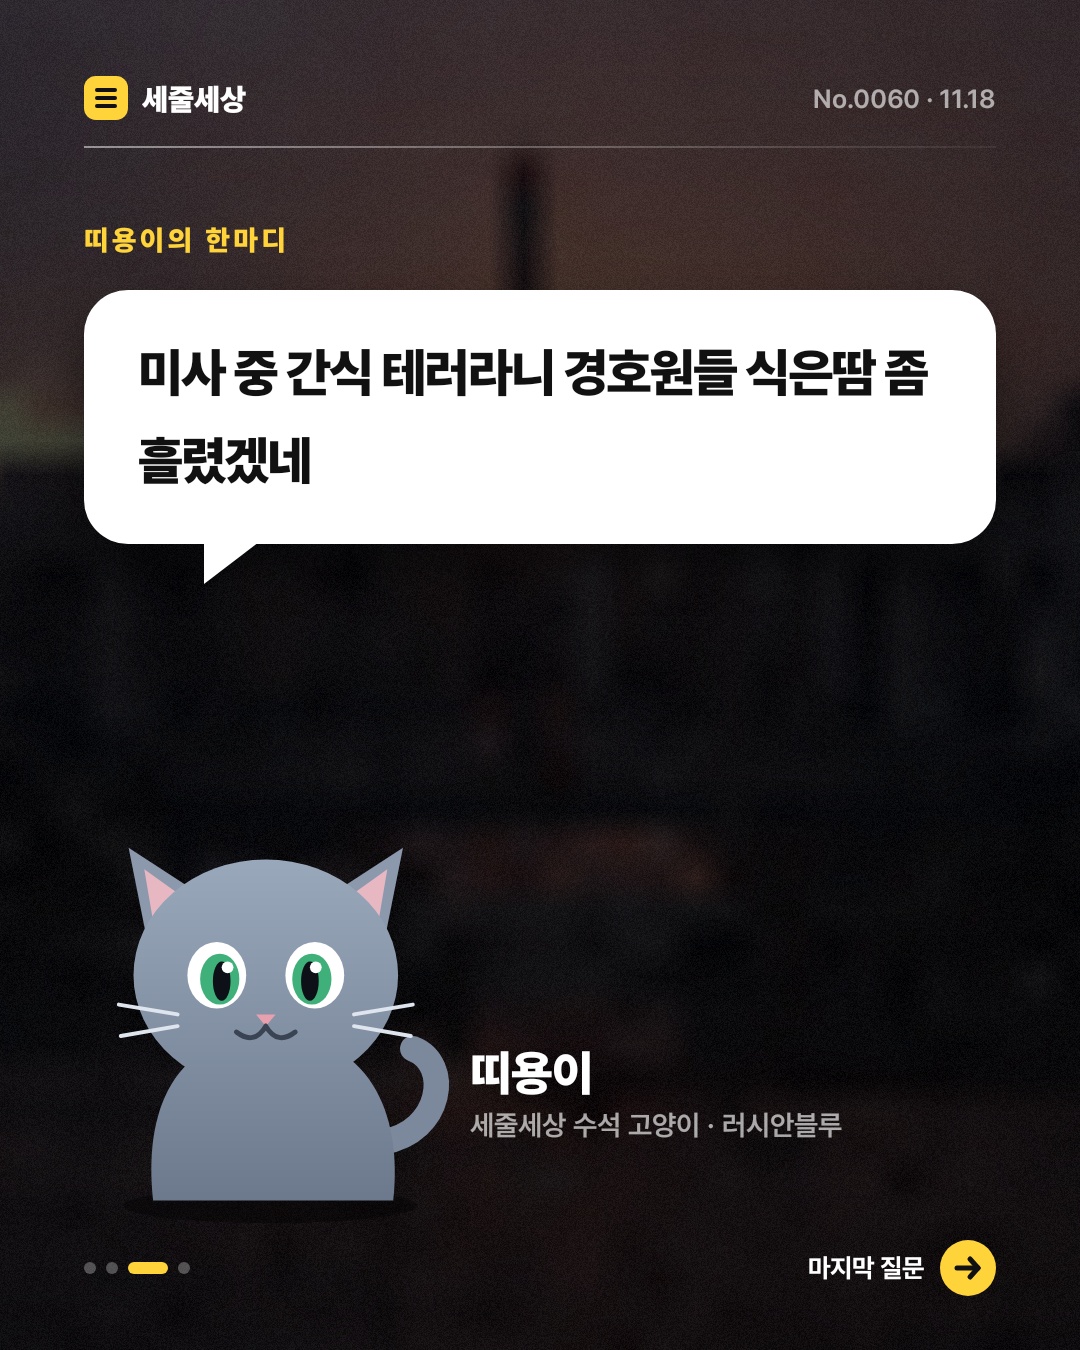 세줄세상
No.0060 · 11.18
띠용이의 한마디
미사 중 간식 테러라니 경호원들 식은땀 좀
흘렸겠네
띠용이
세줄세상 수석 고양이 · 러시안블루
마지막 질문